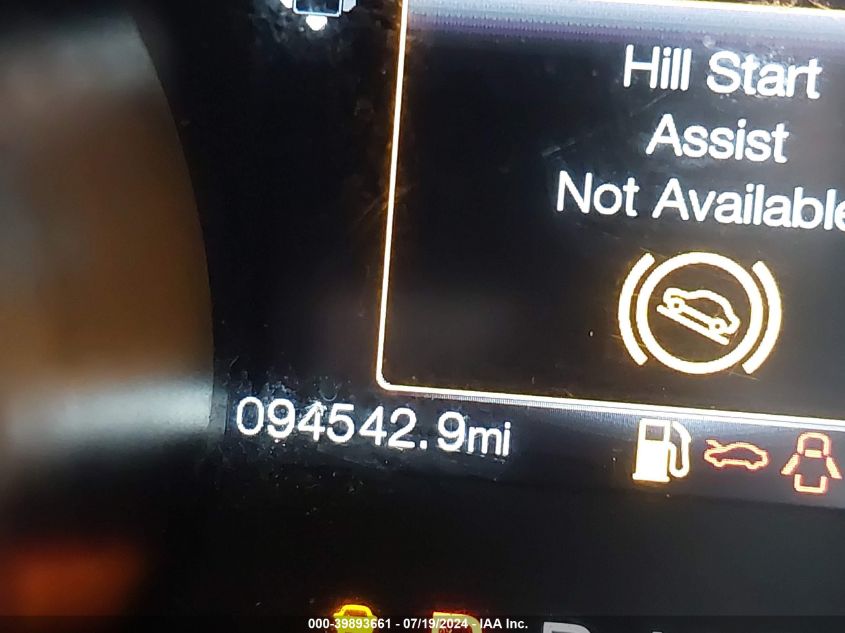 Hill Start
Assist
Not Available
094542.9mi
000-39893661 - 07/19/2024 - IAA Inc.